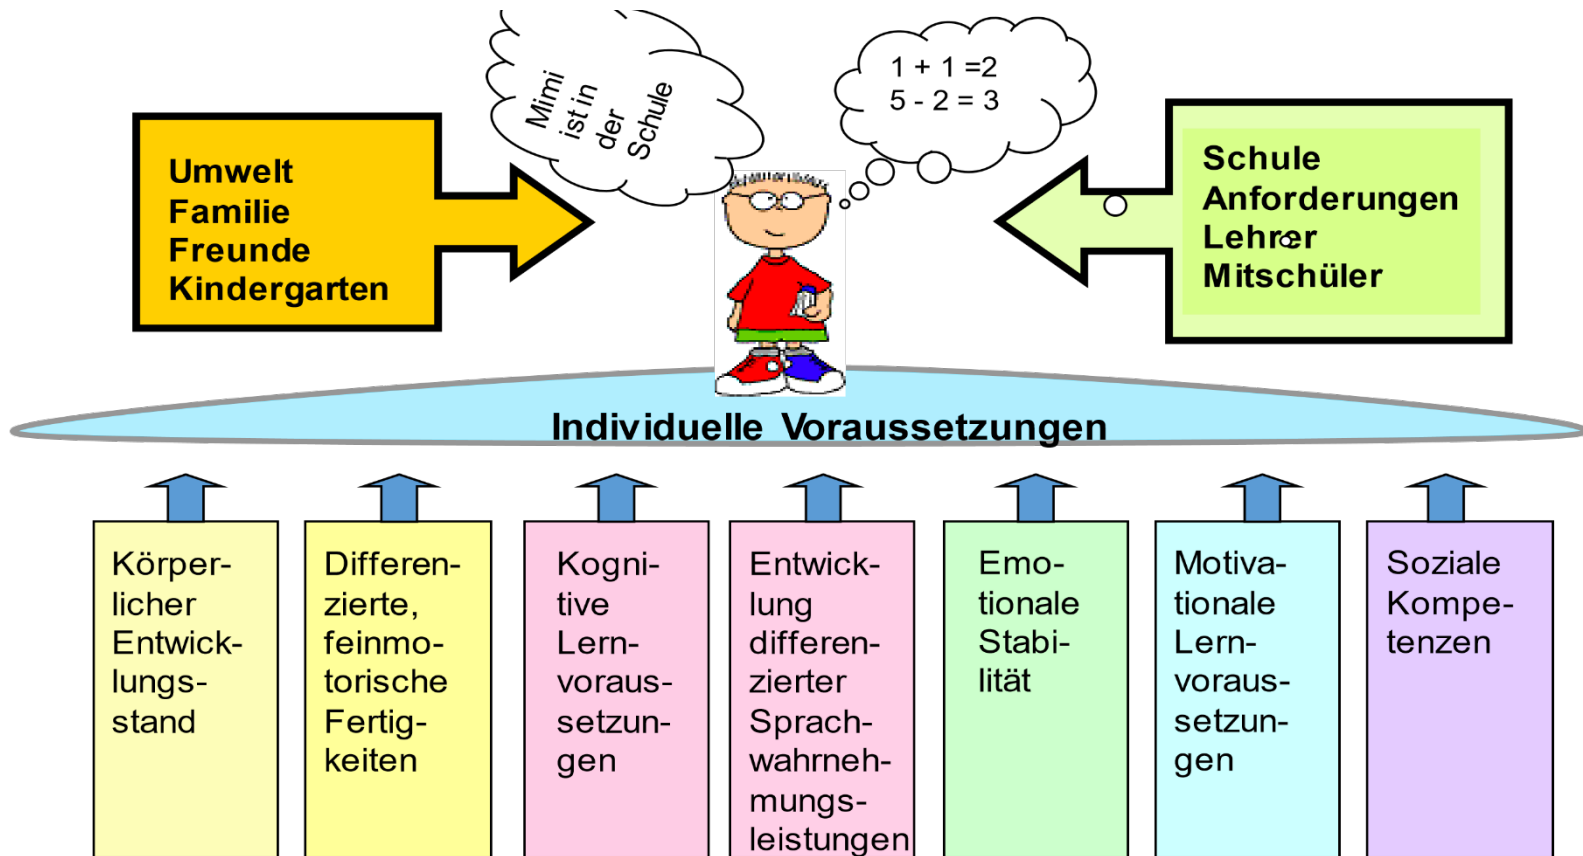 Mimi
ist in
der
Schule
1 + 1 =2
5 - 2 = 3
Umwelt
Familie
Freunde
Kindergarten
Schule
Anforderungen
Lehrer
Mitschüler
Individuelle Voraussetzungen
Körper-
licher
Entwick-
lungs-
stand
Differen-
zierte,
feinmo-
torische
Fertig-
keiten
Kogni-
tive
Lern-
voraus-
setzun-
gen
Entwick-
lung
differen-
zierter
Sprach-
wahrneh-
mungs-
leistungen
Emo-
tionale
Stabi-
lität
Motiva-
tionale
Lern-
voraus-
setzun-
gen
Soziale
Kompe-
tenzen